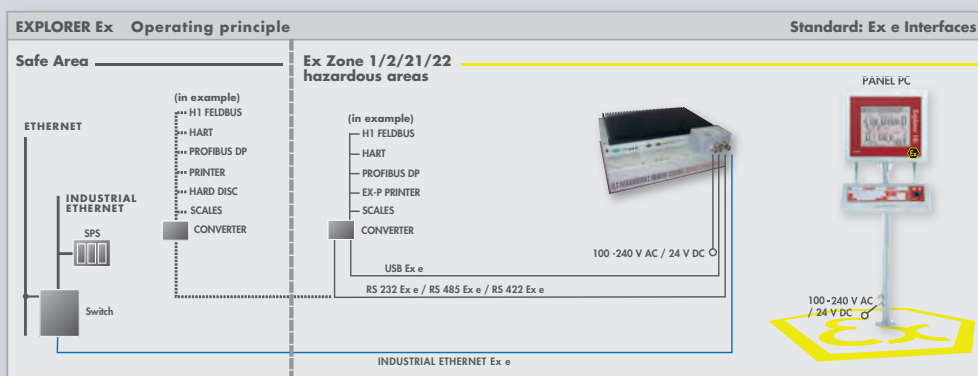 EXPLORER Ex Operating principle
Standard: Ex e Interfaces
Safe Area
ETHERNET
INDUSTRIAL
ETHERNET
SPS
Switch
(in example)
H1 FELDBUS
HART
PROFIBUS DP
PRINTER
HARD DISC
SCALES
CONVERTER
Ex Zone 1/2/21/22
hazardous areas
(in example)
H1 FELDBUS
HART
PROFIBUS DP
EX-P PRINTER
SCALES
CONVERTER
100 -240 V AC / 24 V DC
USB Ex e
RS 232 Ex e / RS 485 Ex e / RS 422 Ex e
INDUSTRIAL ETHERNET Ex e
PANEL PC
100-240 V AC
/ 24 V DC
Ex